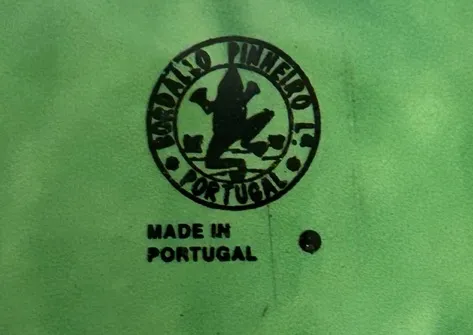 BORDALLO PINHEIRO Lᴰᴬ.
PORTUGAL
MADE IN
PORTUGAL